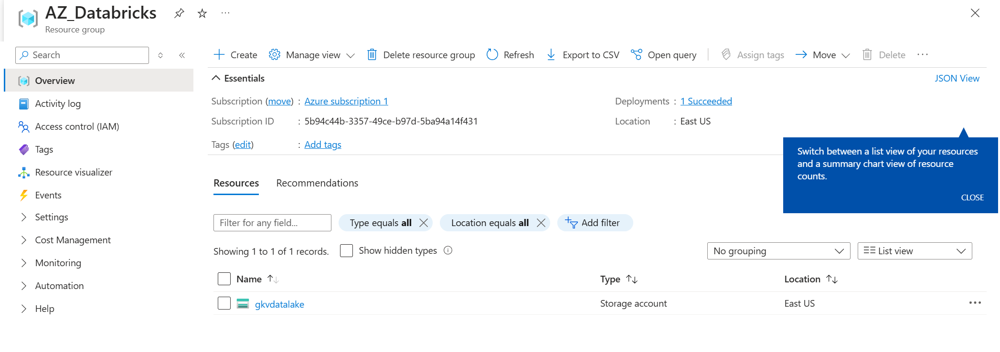 AZ_Databricks
Resource group
Search
Overview
Activity log
Access control (IAM)
Tags
Resource visualizer
Events
Settings
Cost Management
Monitoring
Automation
Help
Create Manage view Delete resource group Refresh Export to CSV Open query Assign tags Move Delete
Essentials JSON View
Subscription (move) : Azure subscription 1 Deployments : 1 Succeeded
Subscription ID : 5b94c44b-3357-49ce-b97d-5ba94a14f431 Location : East US
Tags (edit) : Add tags
Switch between a list view of your resources
and a summary chart view of resource
counts.
CLOSE
Resources Recommendations
Filter for any field... Type equals all Location equals all Add filter
Showing 1 to 1 of 1 records. Show hidden types No grouping List view
Name Type Location
gkvdatalake Storage account East US